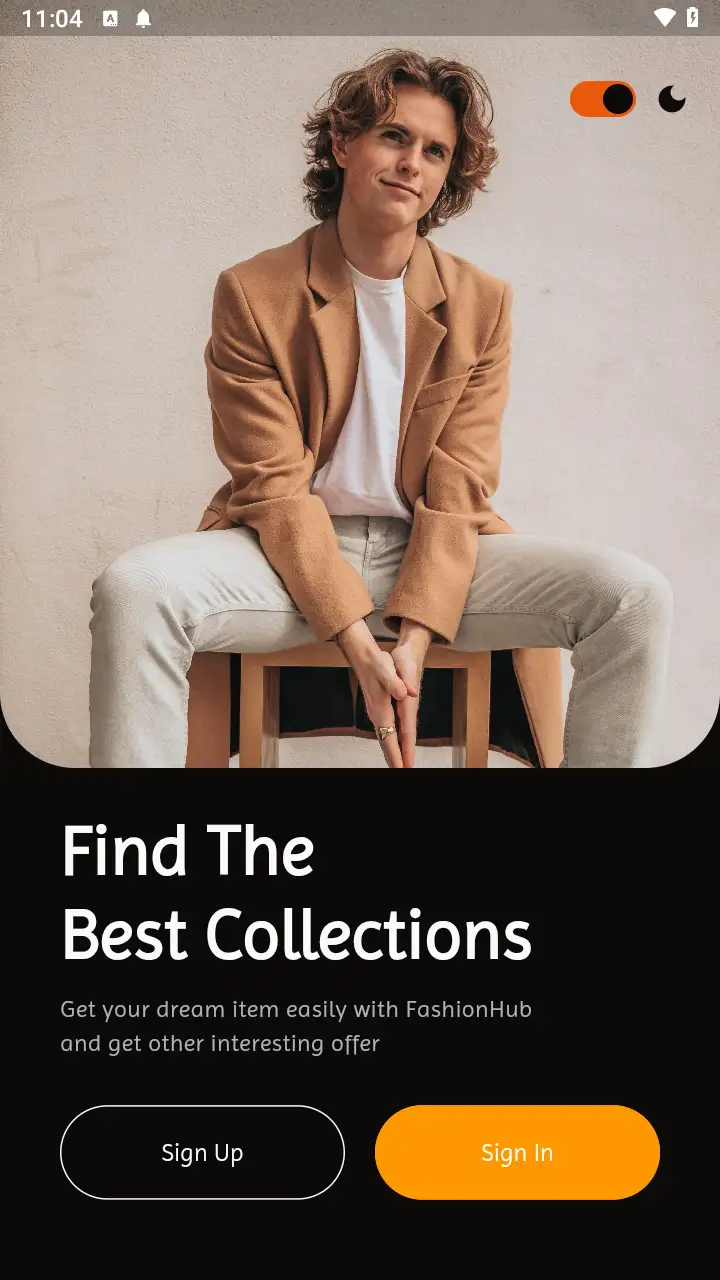 11:04
Find The
Best Collections
Get your dream item easily with FashionHub
and get other interesting offer
Sign Up
Sign In